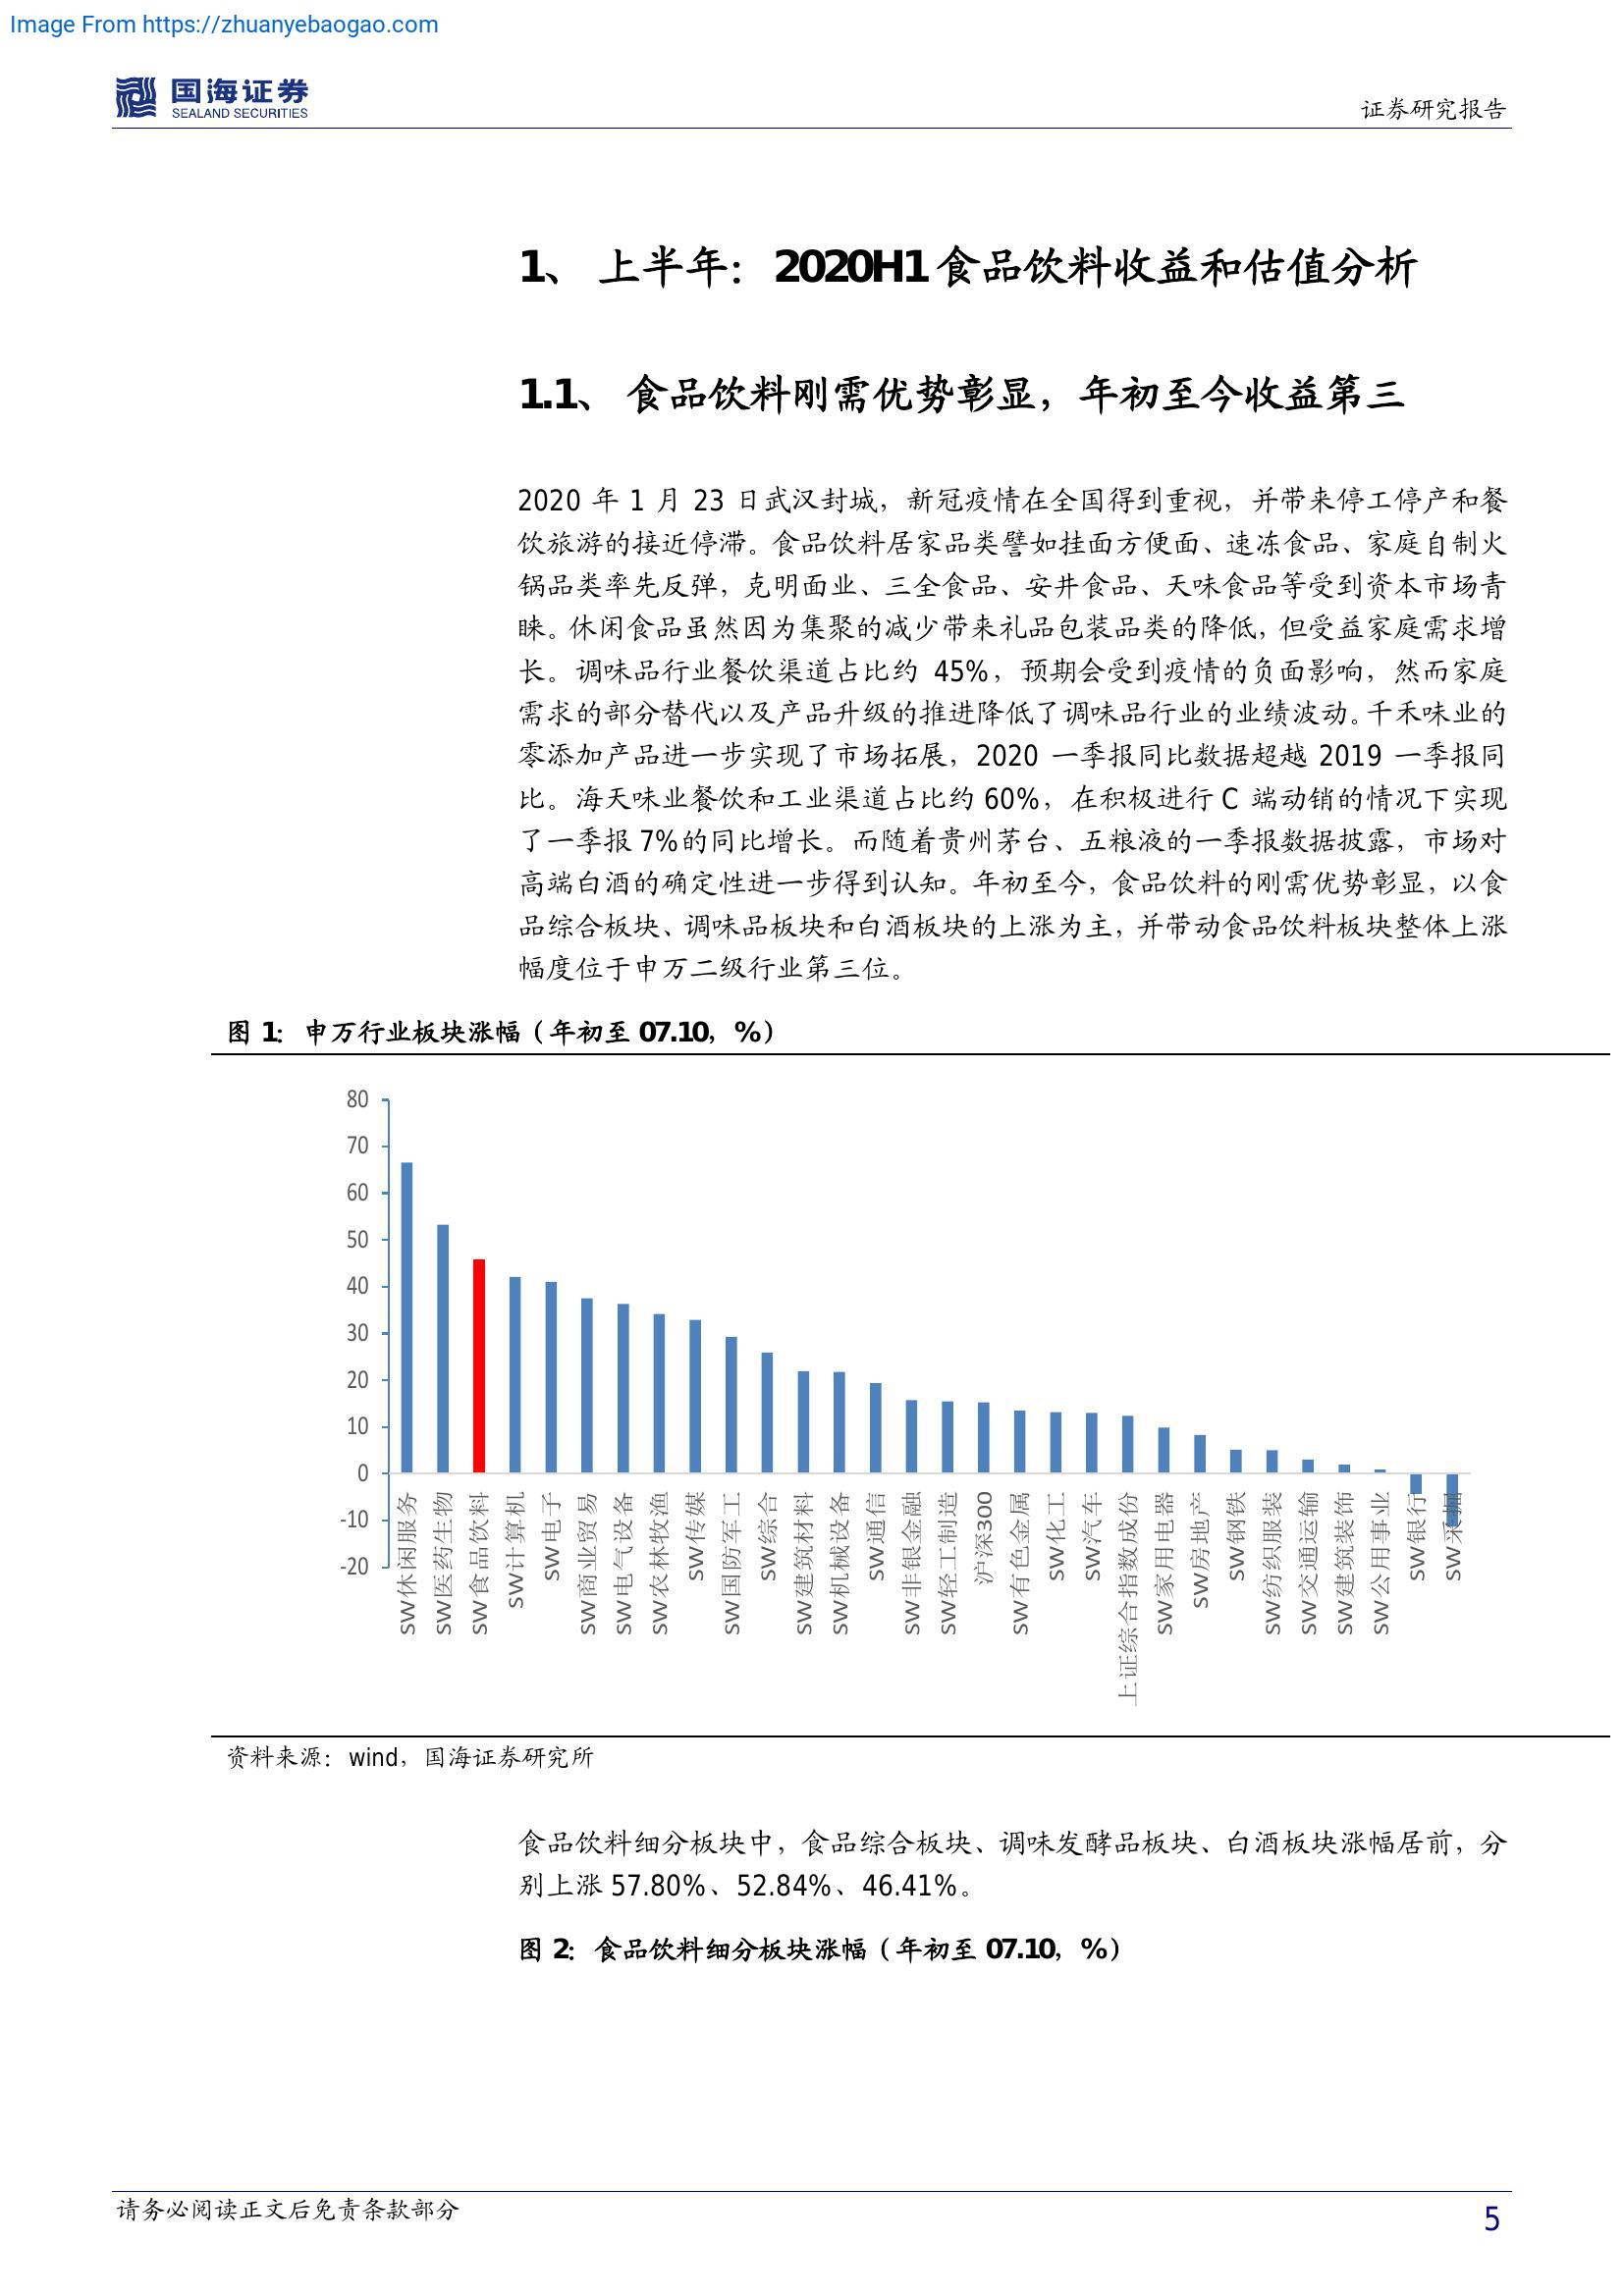 Image From https://zhuanyebaogao.com
国海证券
SEALAND SECURITIES
证券研究报告
1、 上半年：2020H1 食品饮料收益和估值分析
1.1、 食品饮料刚需优势彰显，年初至今收益第三
2020 年 1 月 23 日武汉封城，新冠疫情在全国得到重视，并带来停工停产和餐
饮旅游的接近停滞。食品饮料居家品类譬如挂面方便面、速冻食品、家庭自制火
锅品类率先反弹，克明面业、三全食品、安井食品、天味食品等受到资本市场青
睐。休闲食品虽然因为集聚的减少带来礼品包装品类的降低，但受益家庭需求增
长。调味品行业餐饮渠道占比约 45%，预期会受到疫情的负面影响，然而家庭
需求的部分替代以及产品升级的推进降低了调味品行业的业绩波动。千禾味业的
零添加产品进一步实现了市场拓展，2020 一季报同比数据超越 2019 一季报同
比。海天味业餐饮和工业渠道占比约 60%，在积极进行 C 端动销的情况下实现
了一季报 7%的同比增长。而随着贵州茅台、五粮液的一季报数据披露，市场对
高端白酒的确定性进一步得到认知。年初至今，食品饮料的刚需优势彰显，以食
品综合板块、调味品板块和白酒板块的上涨为主，并带动食品饮料板块整体上涨
幅度位于申万二级行业第三位。
图 1：申万行业板块涨幅（年初至 07.10，%）
80
70
60
50
40
30
20
10
0
-10
-20
SW休闲服务
SW医药生物
SW食品饮料
SW计算机
SW电子
SW商业贸易
SW电气设备
SW农林牧渔
SW传媒
SW国防军工
SW综合
SW建筑材料
SW机械设备
SW通信
SW非银金融
SW轻工制造
沪深300
SW有色金属
SW化工
SW汽车
上证综合指数成份
SW家用电器
SW房地产
SW钢铁
SW纺织服装
SW交通运输
SW建筑装饰
SW公用事业
SW银行
SW采掘
资料来源：wind，国海证券研究所
食品饮料细分板块中，食品综合板块、调味发酵品板块、白酒板块涨幅居前，分
别上涨 57.80%、52.84%、46.41%。
图 2：食品饮料细分板块涨幅（年初至 07.10，%）
请务必阅读正文后免责条款部分
5